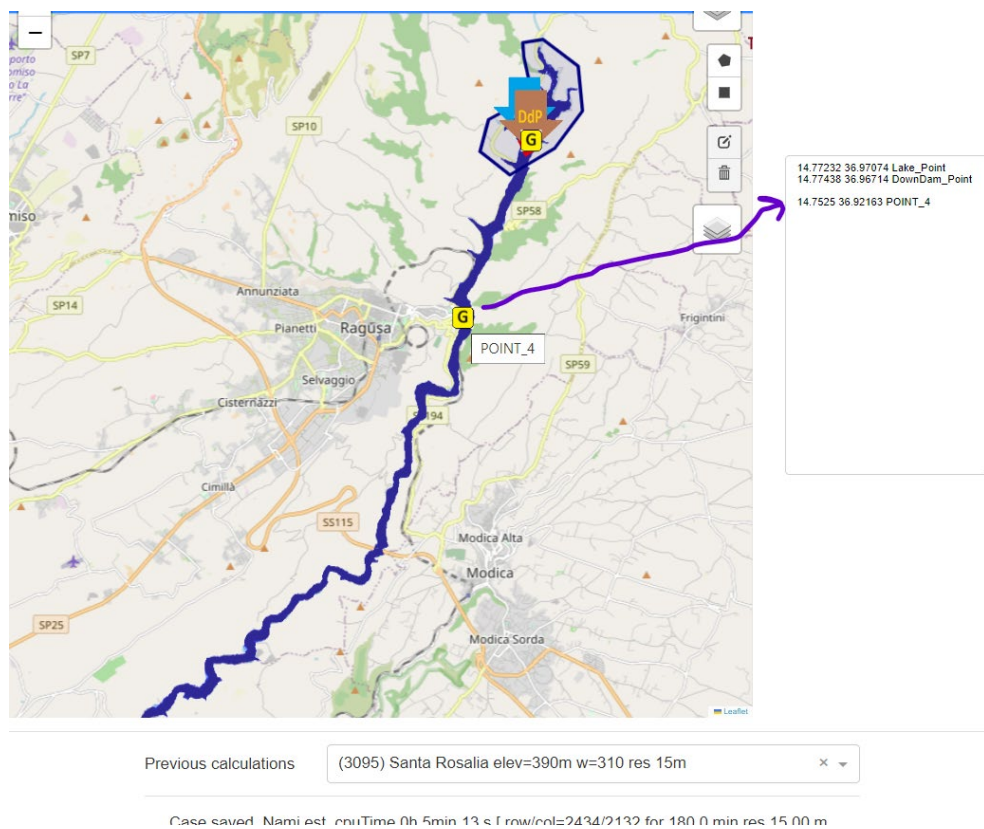 −
SP7
porto
omiso
o La
rre"
SP10
DdP
G
14.77232 36.97074 Lake_Point
14.77438 36.96714 DownDam_Point
14.7525 36.92163 POINT_4
miso
SP58
Annunziata
SP14
G
Pianetti
Ragusa
Frigintini
POINT_4
SP59
Selvaggio
Cisternazzi
194
Cimillà
SS115
Modica Alta
Modica
SP25
Modica Sorda
Leaflet
Previous calculations
(3095) Santa Rosalia elev=390m w=310 res 15m
×
Case saved. Nami est. cpuTime 0h 5min 13 s [ row/col=2434/2132 for 180.0 min res 15.00 m